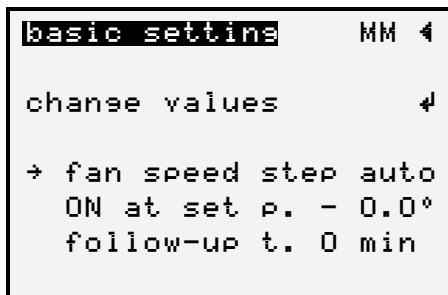 basic setting MM ◀
change values ↲
→ fan speed step auto
ON at set p. - 0.0°
follow-up t. 0 min